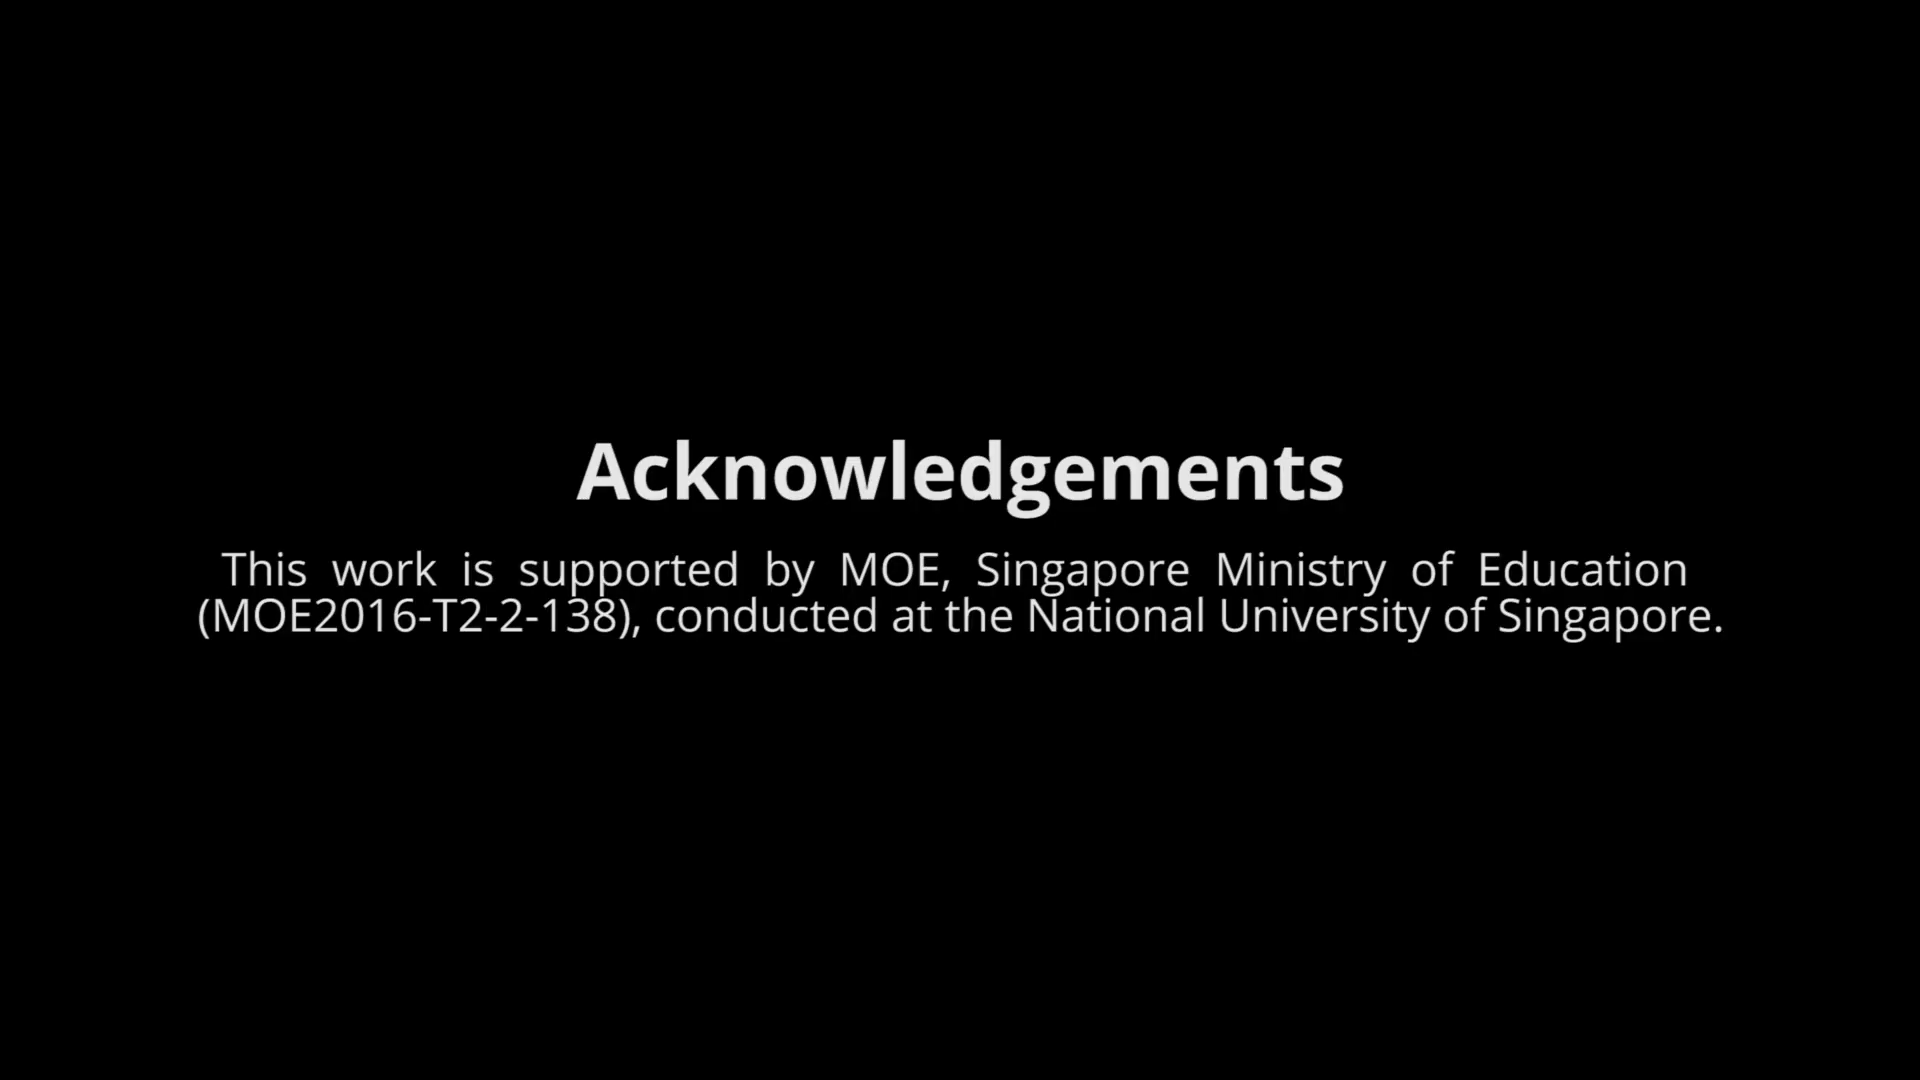 Acknowledgements
This work is supported by MOE, Singapore Ministry of Education
(MOE2016-T2-2-138), conducted at the National University of Singapore.